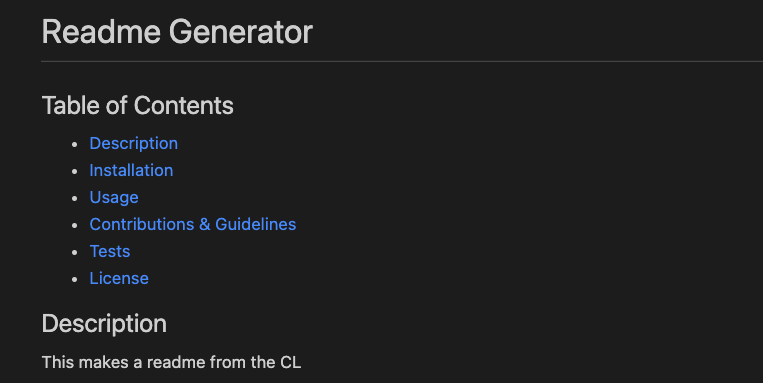 Readme Generator
Table of Contents
Description
Installation
Usage
Contributions & Guidelines
Tests
License
Description
This makes a readme from the CL